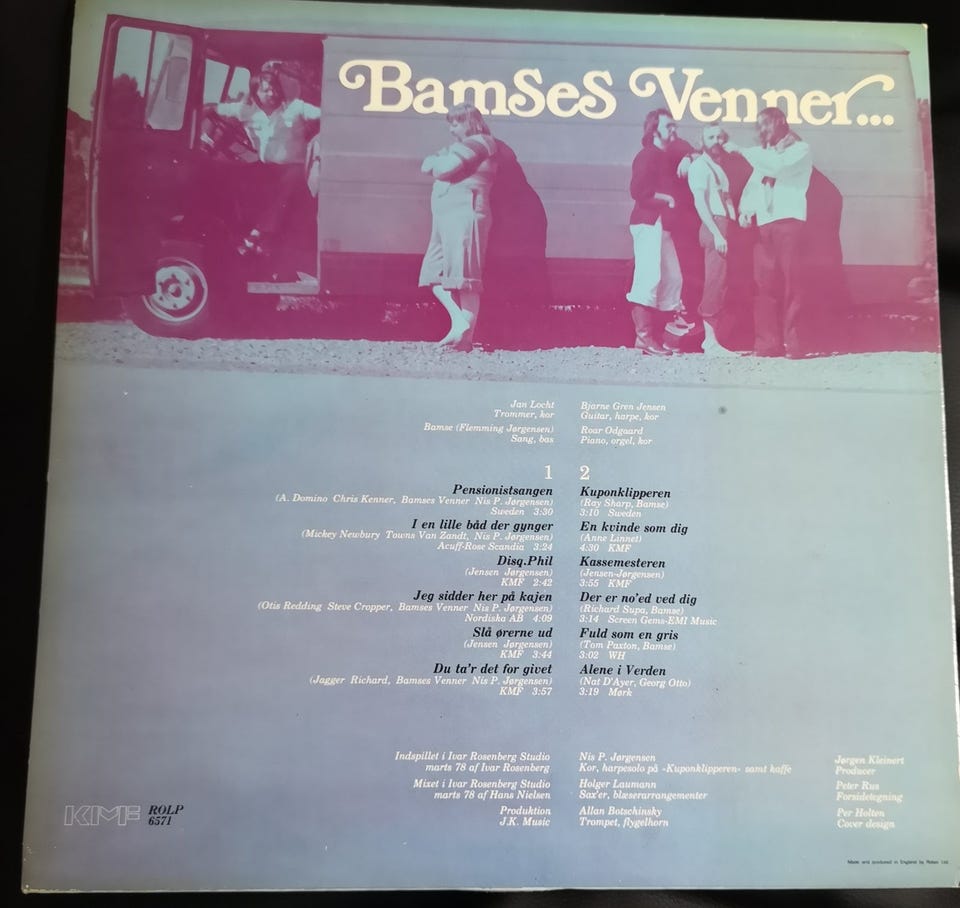 Bamses Venner...
Jan Locht
Trommer, kor
Bamse (Flemming Jørgensen)
Sang, bas
Bjarne Gren Jensen
Guitar, harpe, kor
Roar Odgaard
Piano, orgel, kor
1
Pensionistsangen
(A. Domino Chris Kenner, Bamses Venner Nis P. Jørgensen)
Sweden 3:30
I en lille båd der gynger
(Mickey Newbury Towns Van Zandt, Nis P. Jørgensen)
Acuff-Rose Scandia 3:24
Disq.Phil
(Jensen Jørgensen)
KMF 2:42
Jeg sidder her på kajen
(Otis Redding Steve Cropper, Bamses Venner Nis P. Jørgensen)
Nordiska AB 4:09
Slå ørerne ud
(Jensen Jørgensen)
KMF 3:44
Du ta'r det for givet
(Jagger Richard, Bamses Venner Nis P. Jørgensen)
KMF 3:57
2
Kuponklipperen
(Ray Sharp, Bamse)
3:10 Sweden
En kvinde som dig
(Anne Linnet)
4:30 KMF
Kassemesteren
(Jensen-Jørgensen)
3:55 KMF
Der er no'ed ved dig
(Richard Supa, Bamse)
3:14 Screen Gems-EMI Music
Fuld som en gris
(Tom Paxton, Bamse)
3:02 WH
Alene i Verden
(Nat D'Ayer, Georg Otto)
3:19 Mørk
Indspillet i Ivar Rosenberg Studio
marts 78 af Ivar Rosenberg
Mixet i Ivar Rosenberg Studio
marts 78 af Hans Nielsen
Produktion
J.K. Music
Nis P. Jørgensen
Kor, harpesolo på »Kuponklipperen« samt kaffe
Holger Laumann
Sax'er, blæserarrangementer
Allan Botschinsky
Trompet, flygelhorn
Jørgen Kleinert
Producer
Peter Rus
Forsidetegning
Per Holten
Cover design
KMF
ROLP
6571
Made and produced in England by Robor Ltd.